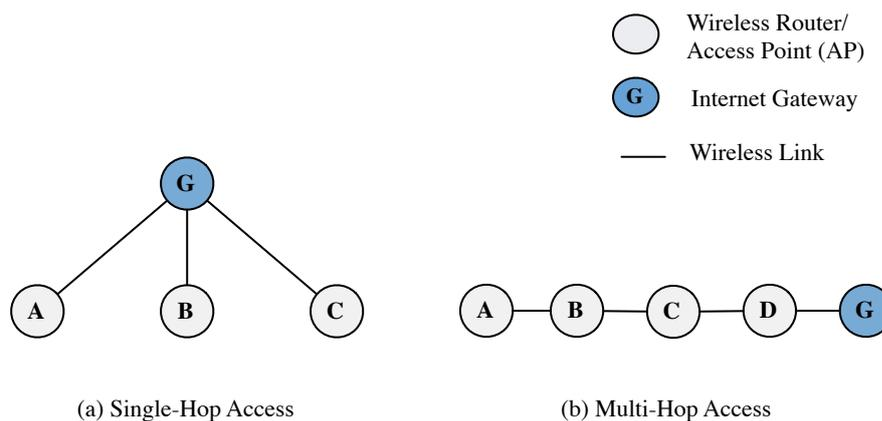 Wireless Router/
Access Point (AP)
G Internet Gateway
Wireless Link
G
A B C
A B C D G
(a) Single-Hop Access
(b) Multi-Hop Access